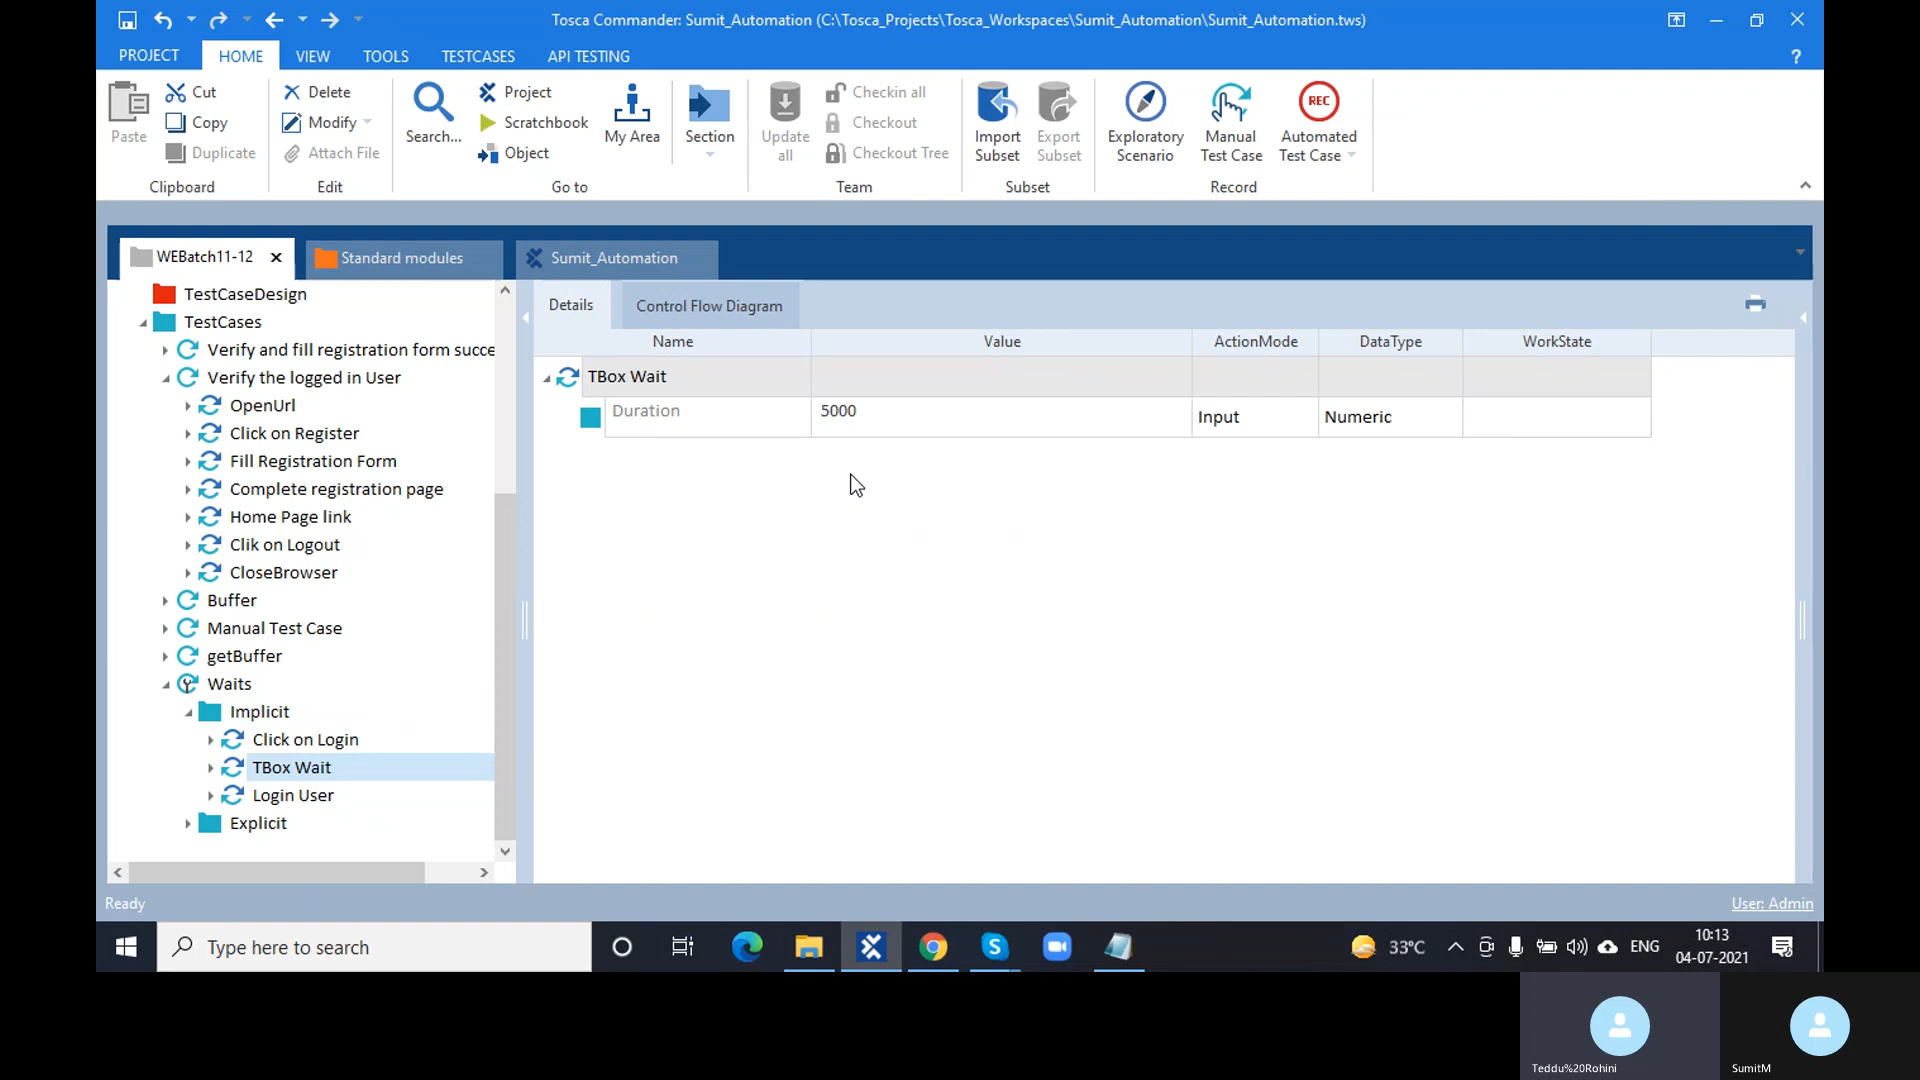 Tosca Commander: Sumit_Automation (C:\Tosca_Projects\Tosca_Workspaces\Sumit_Automation\Sumit_Automation.tws)
PROJECT HOME VIEW TOOLS TESTCASES API TESTING ?
Paste
Cut
Copy
Duplicate
Clipboard
Delete
Modify
Attach File
Edit
Search...
Project
Scratchbook
Object
My Area
Go to
Section
Update all
Checkin all
Checkout
Checkout Tree
Team
Import Subset
Export Subset
Subset
Exploratory Scenario
Manual Test Case
REC
Automated Test Case
Record
WEBatch11-12 Standard modules Sumit_Automation
TestCaseDesign
TestCases
Verify and fill registration form succe
Verify the logged in User
OpenUrl
Click on Register
Fill Registration Form
Complete registration page
Home Page link
Clik on Logout
CloseBrowser
Buffer
Manual Test Case
getBuffer
Waits
Implicit
Click on Login
TBox Wait
Login User
Explicit
Details Control Flow Diagram
Name Value ActionMode DataType WorkState
TBox Wait
Duration 5000 Input Numeric
Ready
User: Admin
Type here to search
33°C
ENG
10:13
04-07-2021
Teddu%20Rohini
SumitM